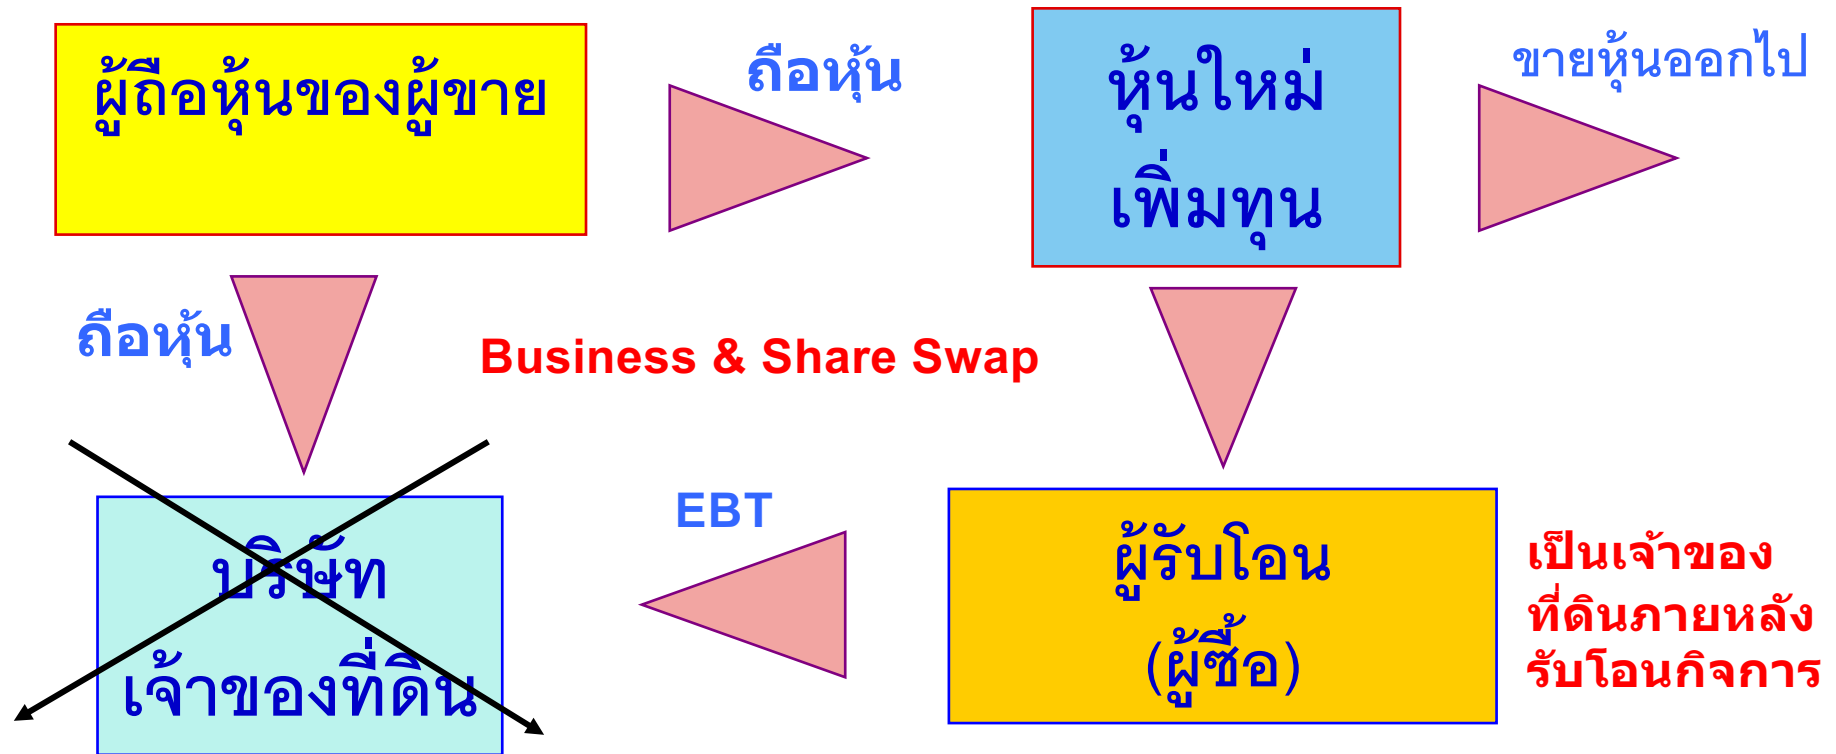 ผู้ถือหุ้นของผู้ขาย
ถือหุ้น
หุ้นใหม่
เพิ่มทุน
ขายหุ้นออกไป
ถือหุ้น
Business & Share Swap
บริษัท
เจ้าของที่ดิน
EBT
ผู้รับโอน
(ผู้ซื้อ)
เป็นเจ้าของ
ที่ดินภายหลัง
รับโอนกิจการ